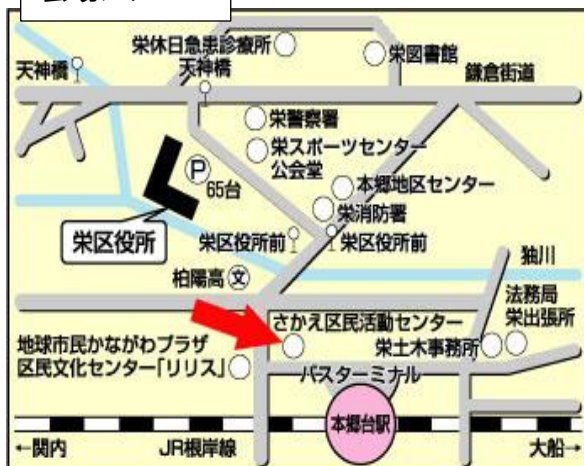 栄休日急患診療所
栄図書館
天神橋
天神橋
鎌倉街道
栄警察署
栄スポーツセンター
公会堂
P
65台
本郷地区センター
栄消防署
栄区役所
栄区役所前
栄区役所前
独川
柏陽高
文
法務局
栄出張所
さかえ区民活動センター
地球市民かながわプラザ
区民文化センター「リリス」
栄土木事務所
バスターミナル
本郷台駅
←関内
JR根岸線
大船→